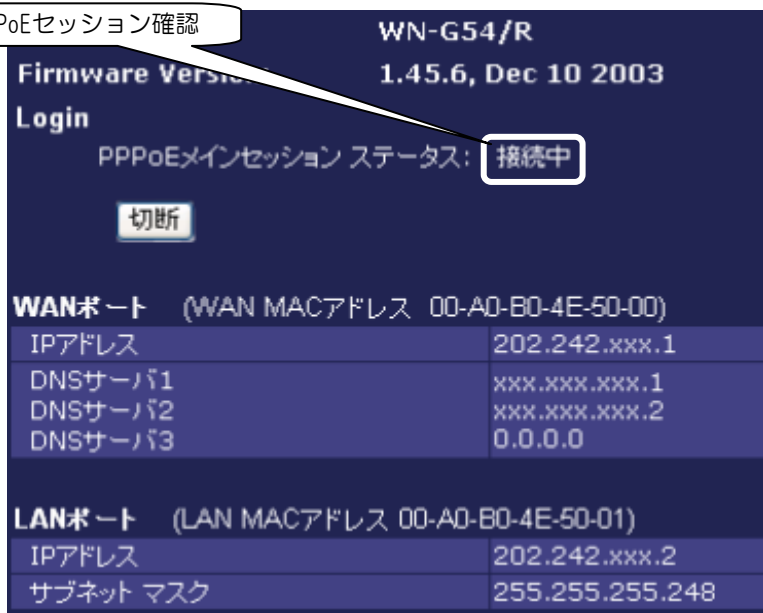 PoEセッション確認
WN-G54/R
Firmware 1.45.6, Dec 10 2003
Login
PPPoEメインセッション ステータス: 接続中
切断
WANポート (WAN MACアドレス 00-A0-B0-4E-50-00)
IPアドレス 202.242.xxx.1
DNSサーバ1 xxx.xxx.xxx.1
DNSサーバ2 xxx.xxx.xxx.2
DNSサーバ3 0.0.0.0
LANポート (LAN MACアドレス 00-A0-B0-4E-50-01)
IPアドレス 202.242.xxx.2
サブネット マスク 255.255.255.248